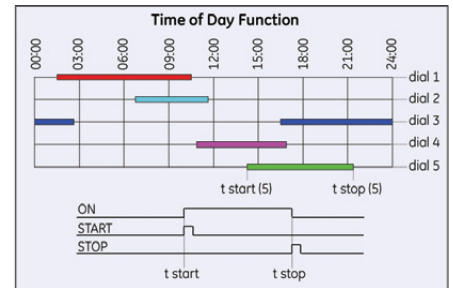 Time of Day Function
00:00 03:00 06:00 09:00 12:00 15:00 18:00 21:00 24:00
dial 1
dial 2
dial 3
dial 4
dial 5
t start (5) t stop (5)
ON
START
STOP
t start t stop